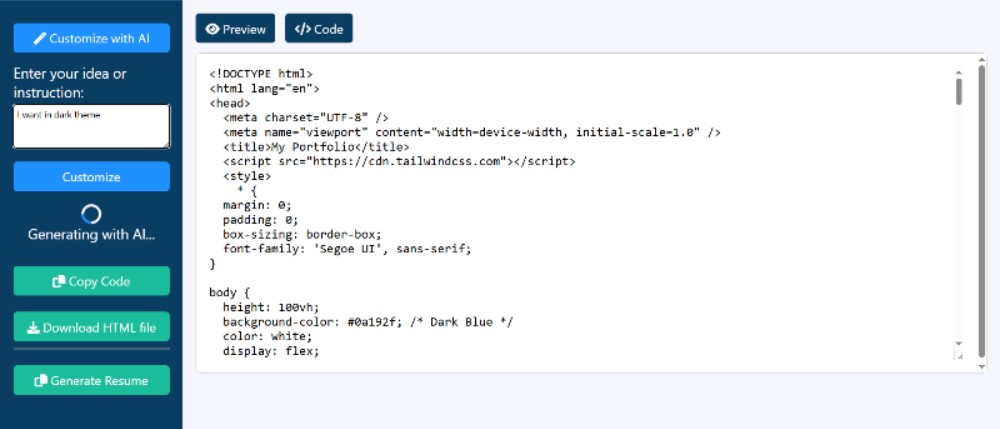 Customize with AI
Enter your idea or
instruction:
I want in dark theme
Customize
Generating with AI...
Copy Code
Download HTML file
Generate Resume
Preview
</> Code
<!DOCTYPE html>
<html lang="en">
<head>
  <meta charset="UTF-8" />
  <meta name="viewport" content="width=device-width, initial-scale=1.0" />
  <title>My Portfolio</title>
  <script src="https://cdn.tailwindcss.com"></script>
  <style>
    * {
  margin: 0;
  padding: 0;
  box-sizing: border-box;
  font-family: 'Segoe UI', sans-serif;
}
body {
  height: 100vh;
  background-color: #0a192f; /* Dark Blue */
  color: white;
  display: flex;